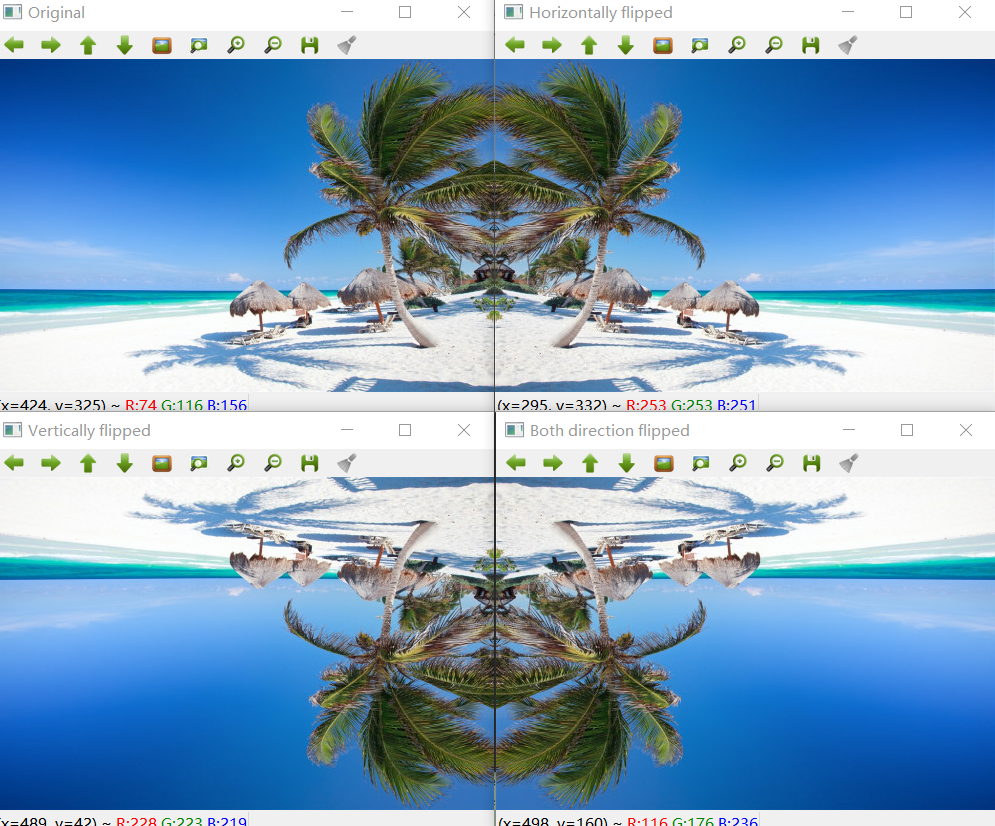 Original
Horizontally flipped
(x=424, y=325) ~ R:74 G:116 B:156
(x=295, y=332) ~ R:253 G:253 B:251
Vertically flipped
Both direction flipped
(x=489, y=42) ~ R:228 G:223 B:219
(x=498, y=160) ~ R:116 G:176 B:236